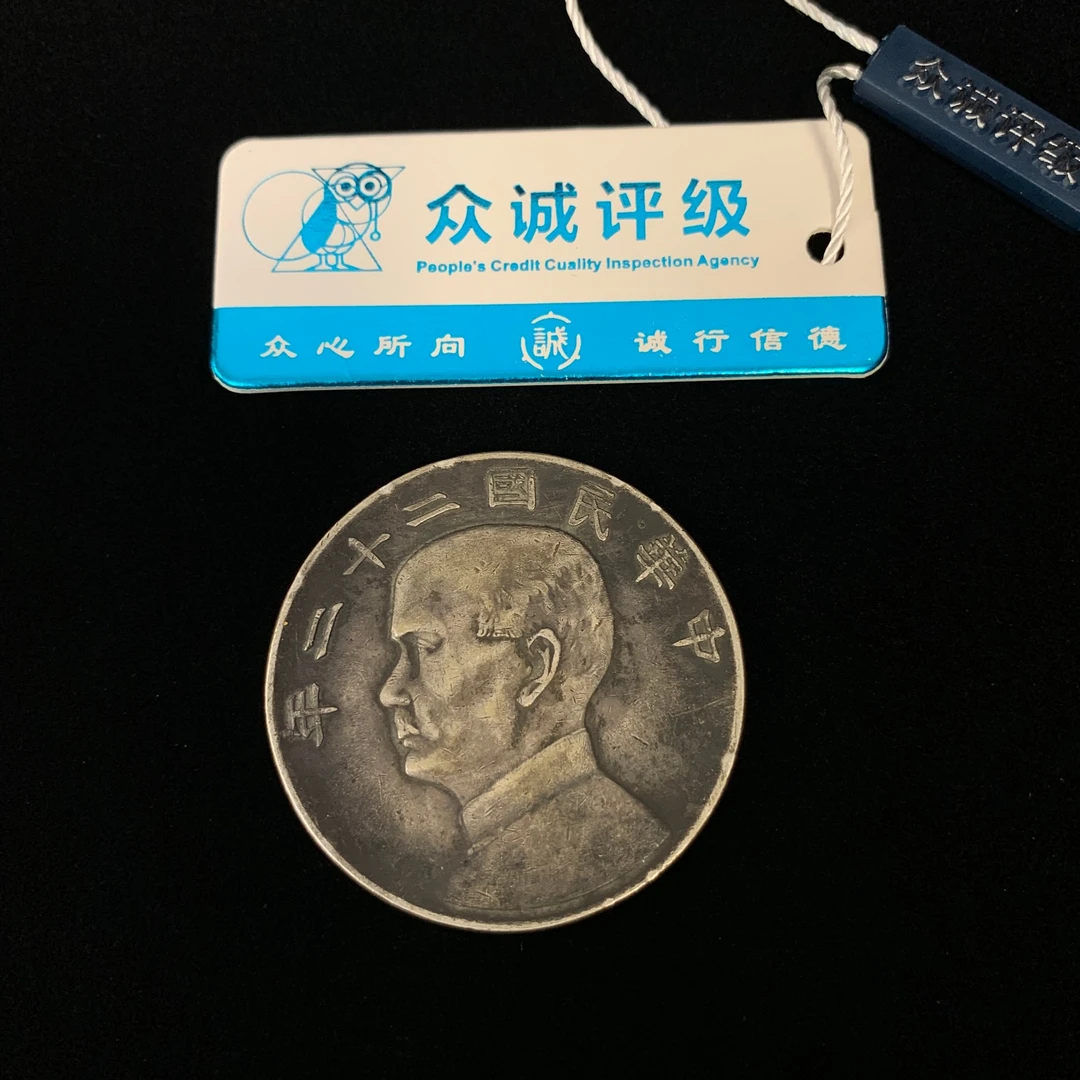 众诚评级
众诚评级
People's Credit Cuality Inspection Agency
众心所向 誠 诚行信德
年二十二國民華中